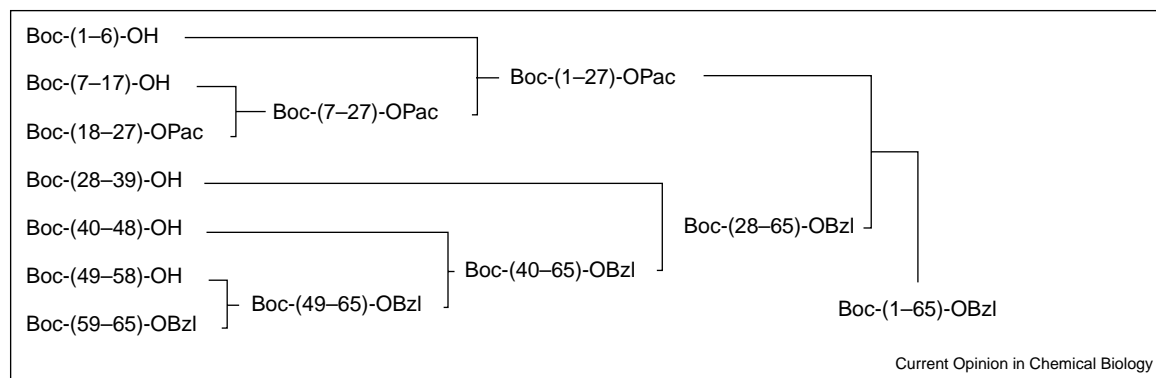 Boc-(1–6)-OH
Boc-(7–17)-OH
Boc-(1–27)-OPac
Boc-(7–27)-OPac
Boc-(18–27)-OPac
Boc-(28–39)-OH
Boc-(40–48)-OH
Boc-(28–65)-OBzl
Boc-(49–58)-OH
Boc-(40–65)-OBzl
Boc-(49–65)-OBzl
Boc-(59–65)-OBzl
Boc-(1–65)-OBzl
Current Opinion in Chemical Biology